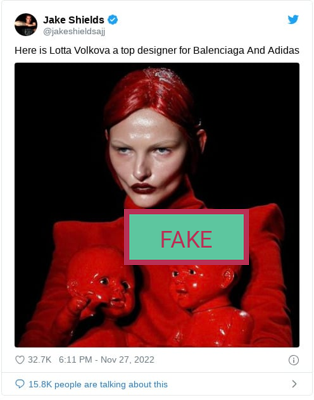 Jake Shields
@jakeshieldsajj
Here is Lotta Volkova a top designer for Balenciaga And Adidas
FAKE
32.7K 6:11 PM - Nov 27, 2022
15.8K people are talking about this